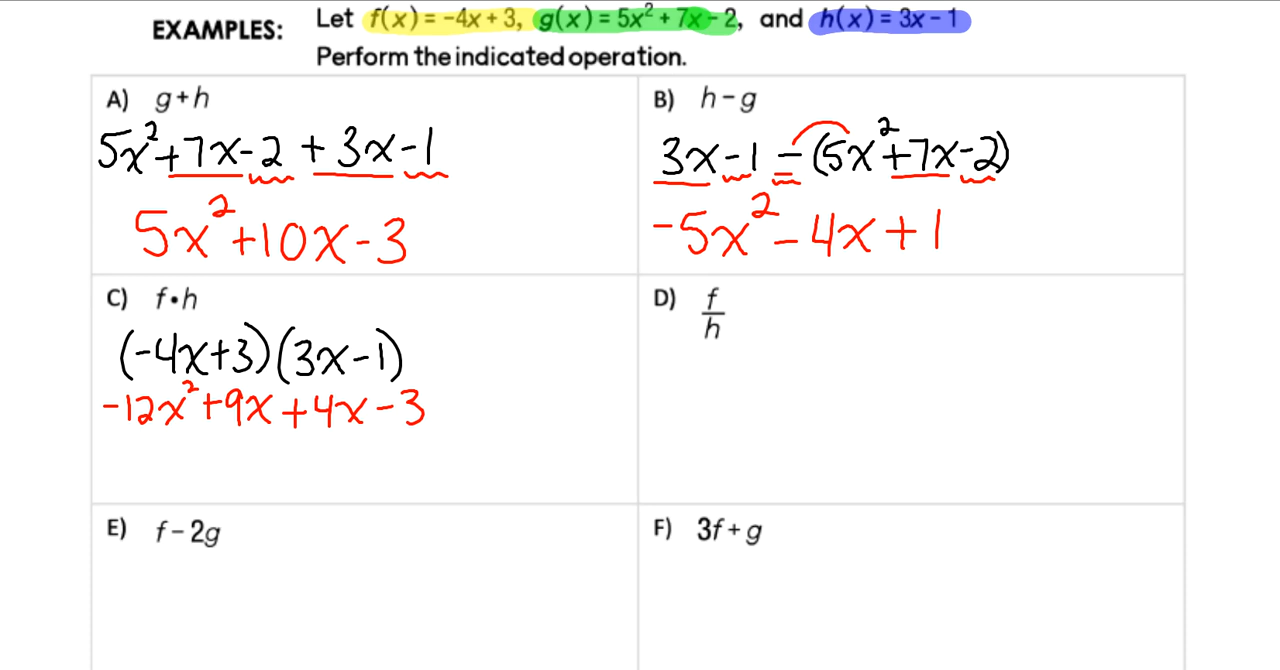 EXAMPLES: Let f(x) = -4x + 3, g(x) = 5x² + 7x - 2, and h(x) = 3x - 1
Perform the indicated operation.
A) g + h
5x² + 7x - 2 + 3x - 1
5x² + 10x - 3
B) h - g
3x - 1 - (5x² + 7x - 2)
-5x² - 4x + 1
C) f • h
(-4x + 3)(3x - 1)
-12x² + 9x + 4x - 3
D) f
h
E) f - 2g
F) 3f + g